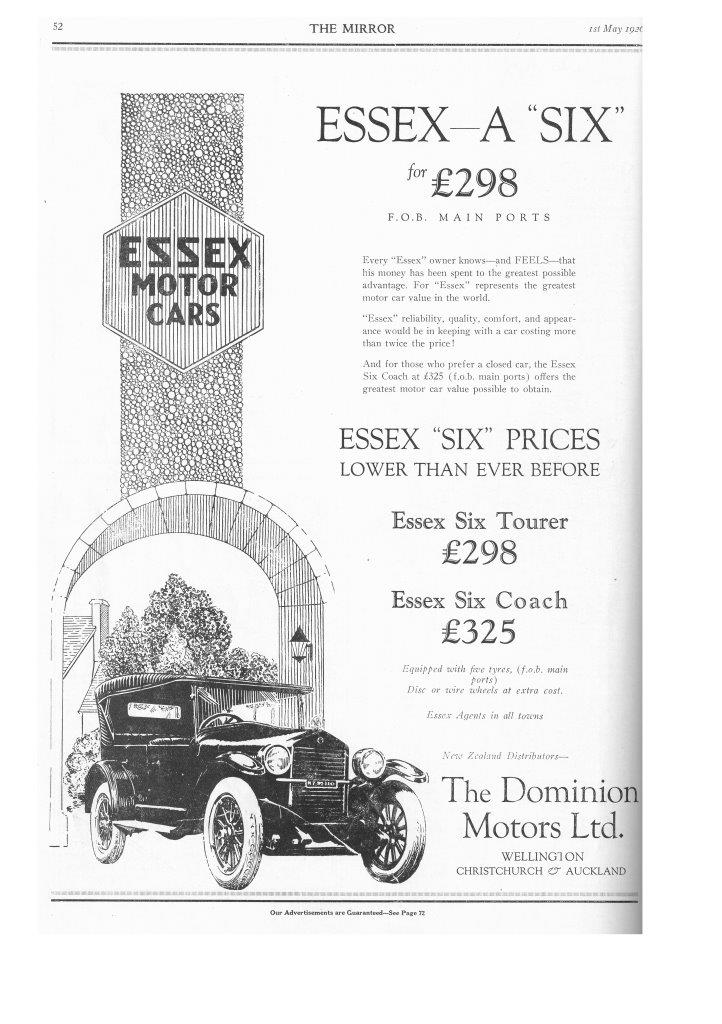 52
THE MIRROR
1st May 192
ESSEX
MOTOR
CARS
ESSEX—A "SIX"
for £298
F.O.B. MAIN PORTS
Every "Essex" owner knows—and FEELS—that
his money has been spent to the greatest possible
advantage. For "Essex" represents the greatest
motor car value in the world.
"Essex" reliability, quality, comfort, and appear-
ance would be in keeping with a car costing more
than twice the price!
And for those who prefer a closed car, the Essex
Six Coach at £325 (f.o.b. main ports) offers the
greatest motor car value possible to obtain.
ESSEX "SIX" PRICES
LOWER THAN EVER BEFORE
Essex Six Tourer
£298
Essex Six Coach
£325
Equipped with five tyres, (f.o.b. main
ports)
Disc or wire wheels at extra cost.
Essex Agents in all towns
New Zealand Distributors—
The Dominion
Motors Ltd.
WELLINGTON
CHRISTCHURCH & AUCKLAND
Our Advertisements are Guaranteed—See Page 72